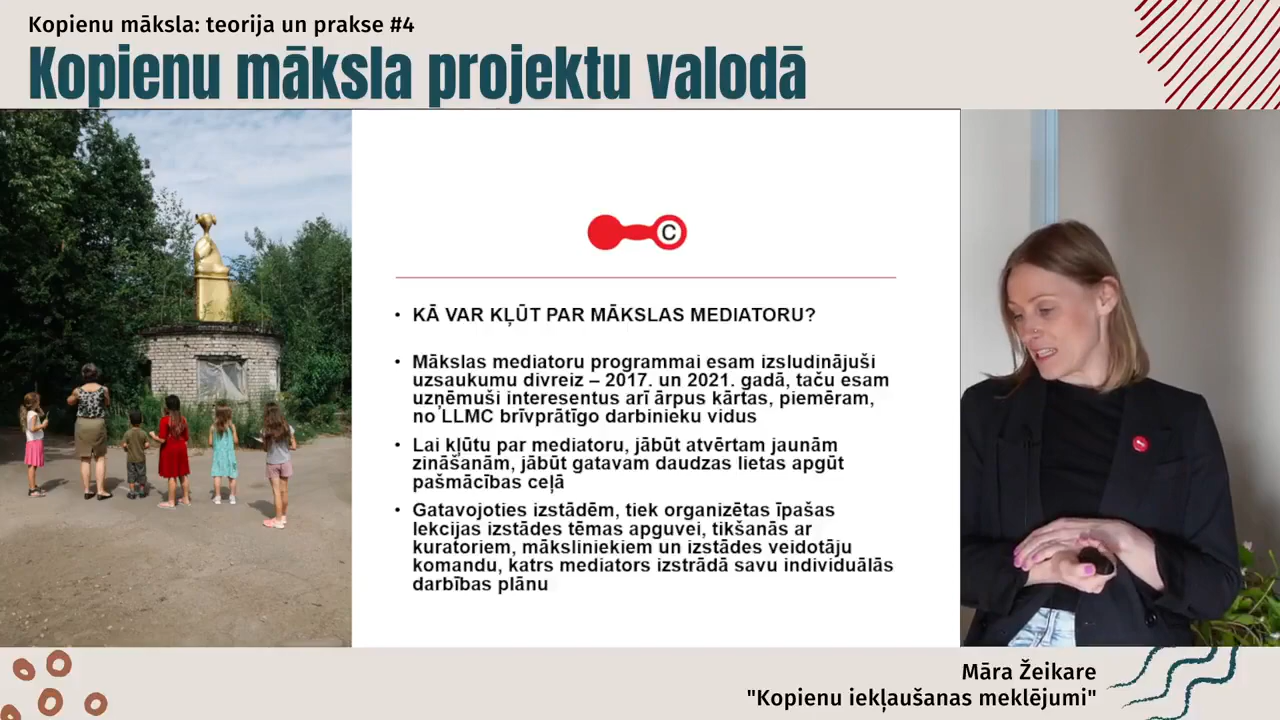 Kopienu māksla: teorija un prakse #4
Kopienu māksla projektu valodā
C
• KĀ VAR KĻŪT PAR MĀKSLAS MEDIATORU?
• Mākslas mediatoru programmai esam izsludinājuši
uzsaukumu divreiz – 2017. un 2021. gadā, taču esam
uzņēmuši interesentus arī ārpus kārtas, piemēram,
no LLMC brīvprātīgo darbinieku vidus
• Lai kļūtu par mediatoru, jābūt atvērtam jaunām
zināšanām, jābūt gatavam daudzas lietas apgūt
pašmācības ceļā
• Gatavojoties izstādēm, tiek organizētas īpašas
lekcijas izstādes tēmas apguvei, tikšanās ar
kuratoriem, māksliniekiem un izstādes veidotāju
komandu, katrs mediators izstrādā savu individuālās
darbības plānu
Māra Žeikare
"Kopienu iekļaušanas meklējumi"